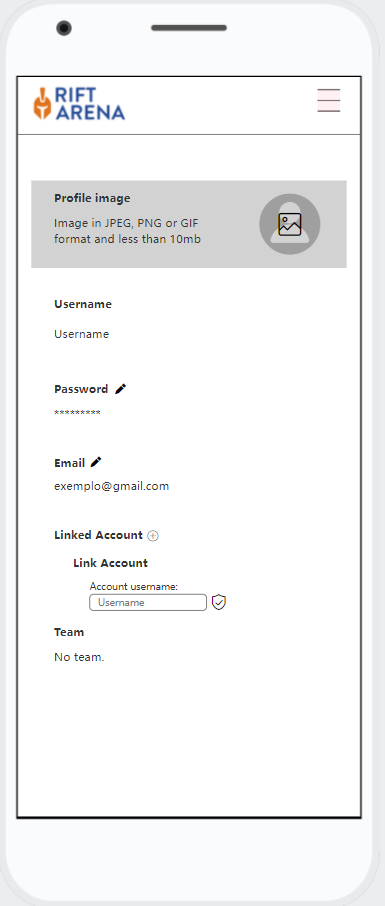 RIFT
ARENA
Profile image
Image in JPEG, PNG or GIF
format and less than 10mb
Username
Username
Password
*********
Email
exemplo@gmail.com
Linked Account
Link Account
Account username:
Username
Team
No team.